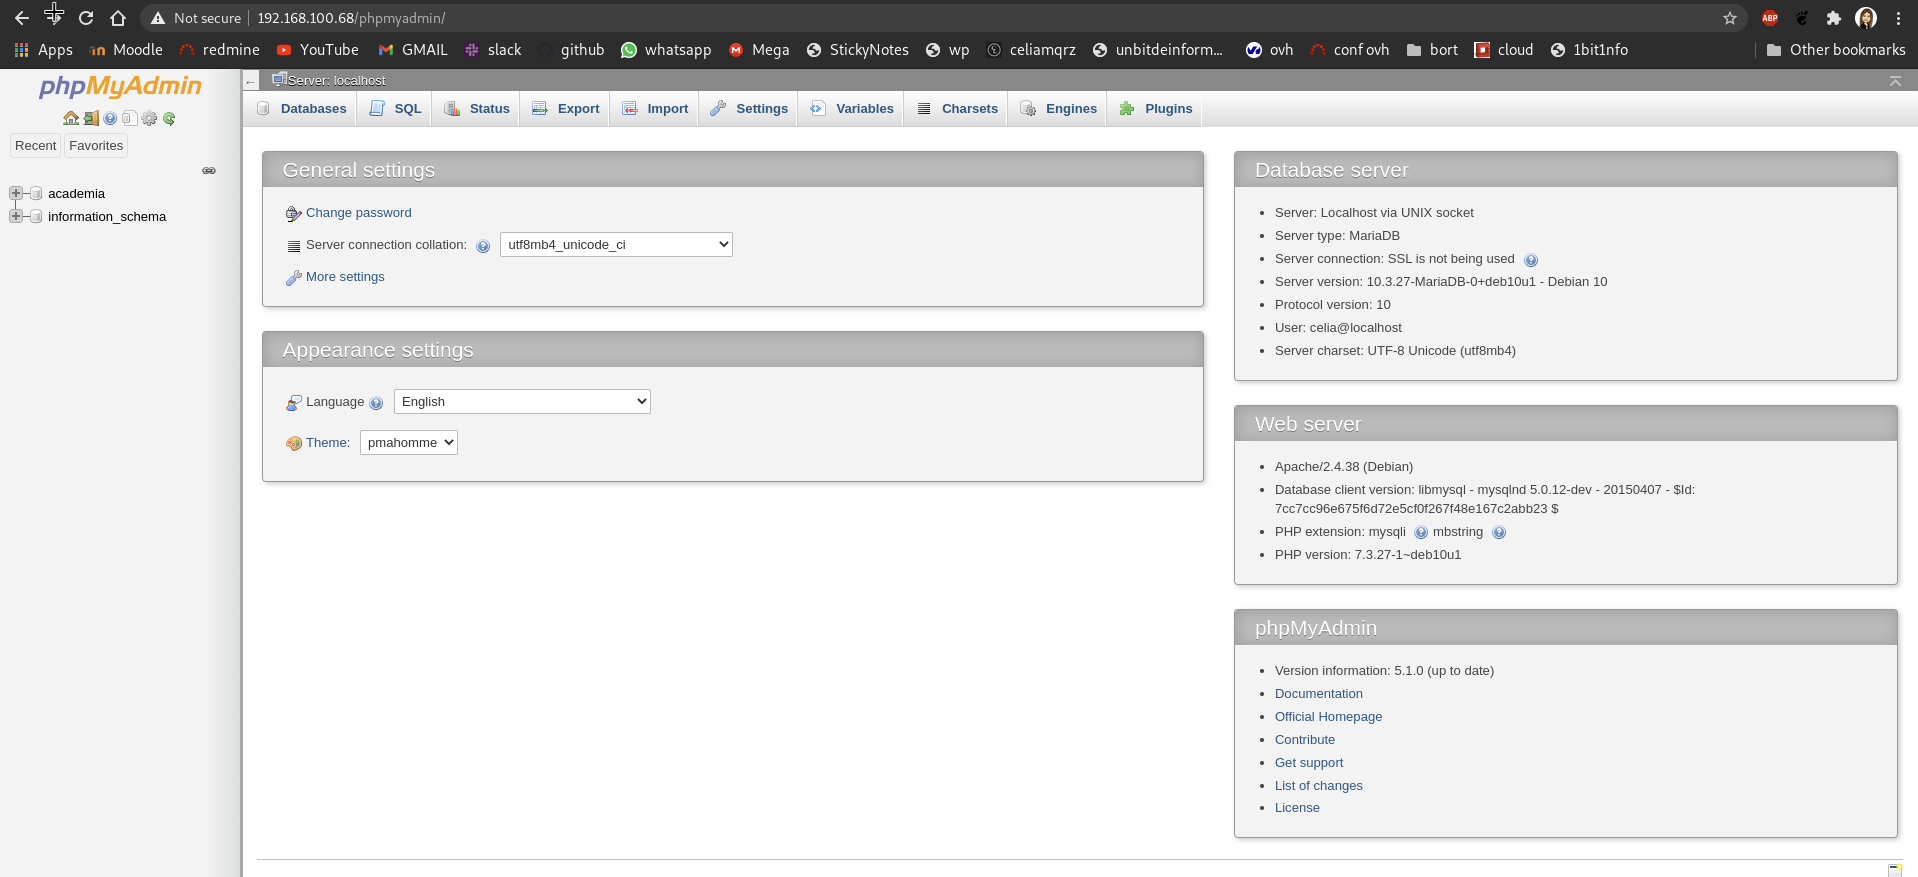 Not secure 192.168.100.68/phpmyadmin/ ABP
Apps Moodle redmine YouTube GMAIL slack github whatsapp Mega StickyNotes wp celiamqrz unbitdeinform... ovh conf ovh bort cloud 1bit1nfo Other bookmarks
phpMyAdmin
Recent Favorites
academia
information_schema
Server: localhost
Databases SQL Status Export Import Settings Variables Charsets Engines Plugins
General settings
Change password
Server connection collation: utf8mb4_unicode_ci
More settings
Appearance settings
Language English
Theme: pmahomme
Database server
Server: Localhost via UNIX socket
Server type: MariaDB
Server connection: SSL is not being used
Server version: 10.3.27-MariaDB-0+deb10u1 - Debian 10
Protocol version: 10
User: celia@localhost
Server charset: UTF-8 Unicode (utf8mb4)
Web server
Apache/2.4.38 (Debian)
Database client version: libmysql - mysqlnd 5.0.12-dev - 20150407 - $Id:
7cc7cc96e675f6d72e5cf0f267f48e167c2abb23 $
PHP extension: mysqli mbstring
PHP version: 7.3.27-1~deb10u1
phpMyAdmin
Version information: 5.1.0 (up to date)
Documentation
Official Homepage
Contribute
Get support
List of changes
License